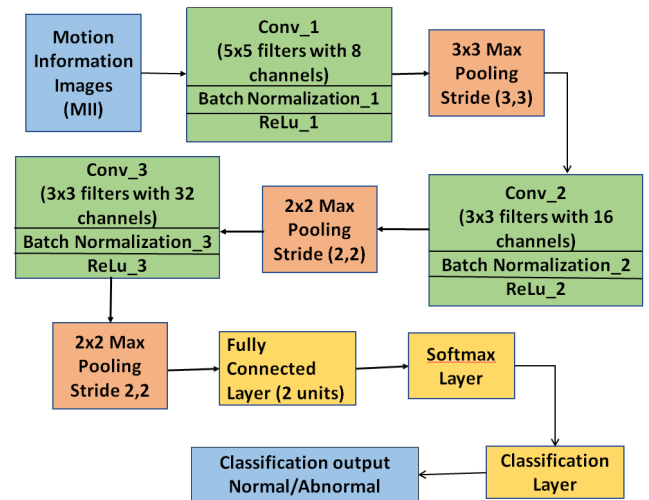 Motion
Information
Images
(MII)
Conv_1
(5x5 filters with 8
channels)
Batch Normalization_1
ReLu_1
3x3 Max
Pooling
Stride (3,3)
Conv_2
(3x3 filters with 16
channels)
Batch Normalization_2
ReLu_2
2x2 Max
Pooling
Stride (2,2)
Conv_3
(3x3 filters with 32
channels)
Batch Normalization_3
ReLu_3
2x2 Max
Pooling
Stride 2,2
Fully
Connected
Layer (2 units)
Softmax
Layer
Classification
Layer
Classification output
Normal/Abnormal